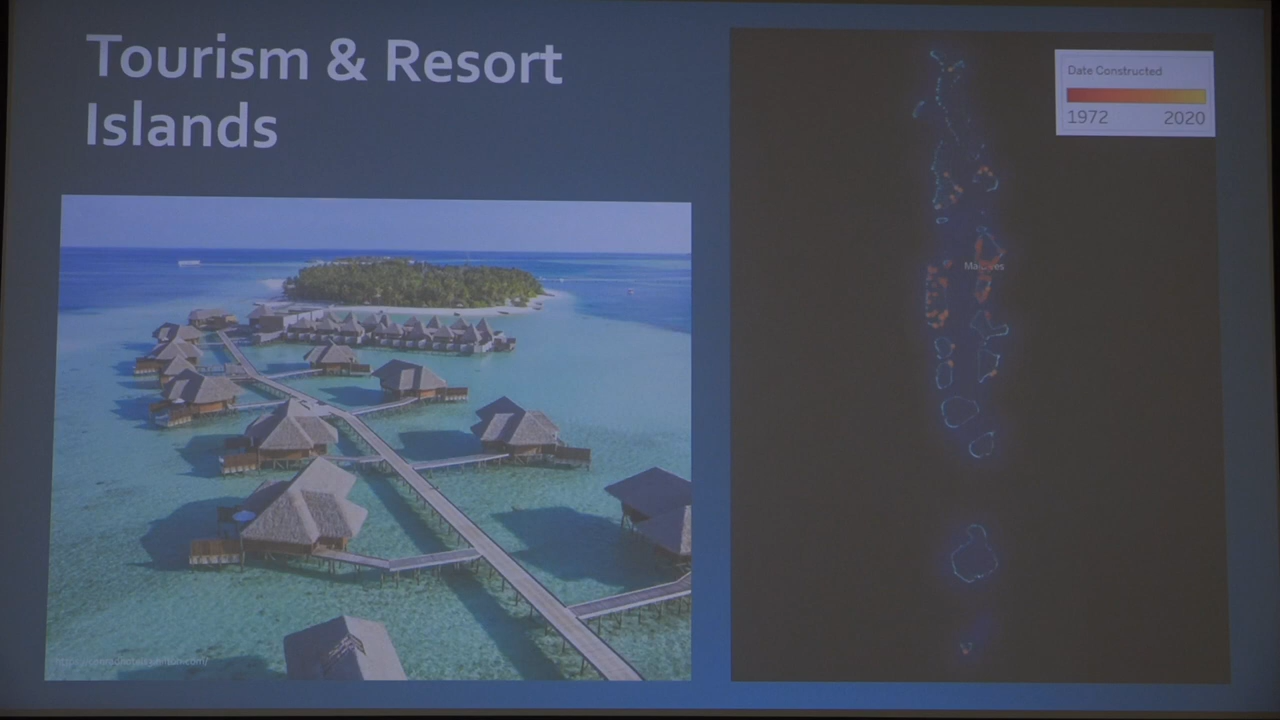 Tourism & Resort
Islands
Date Constructed
1972 2020
Maldives